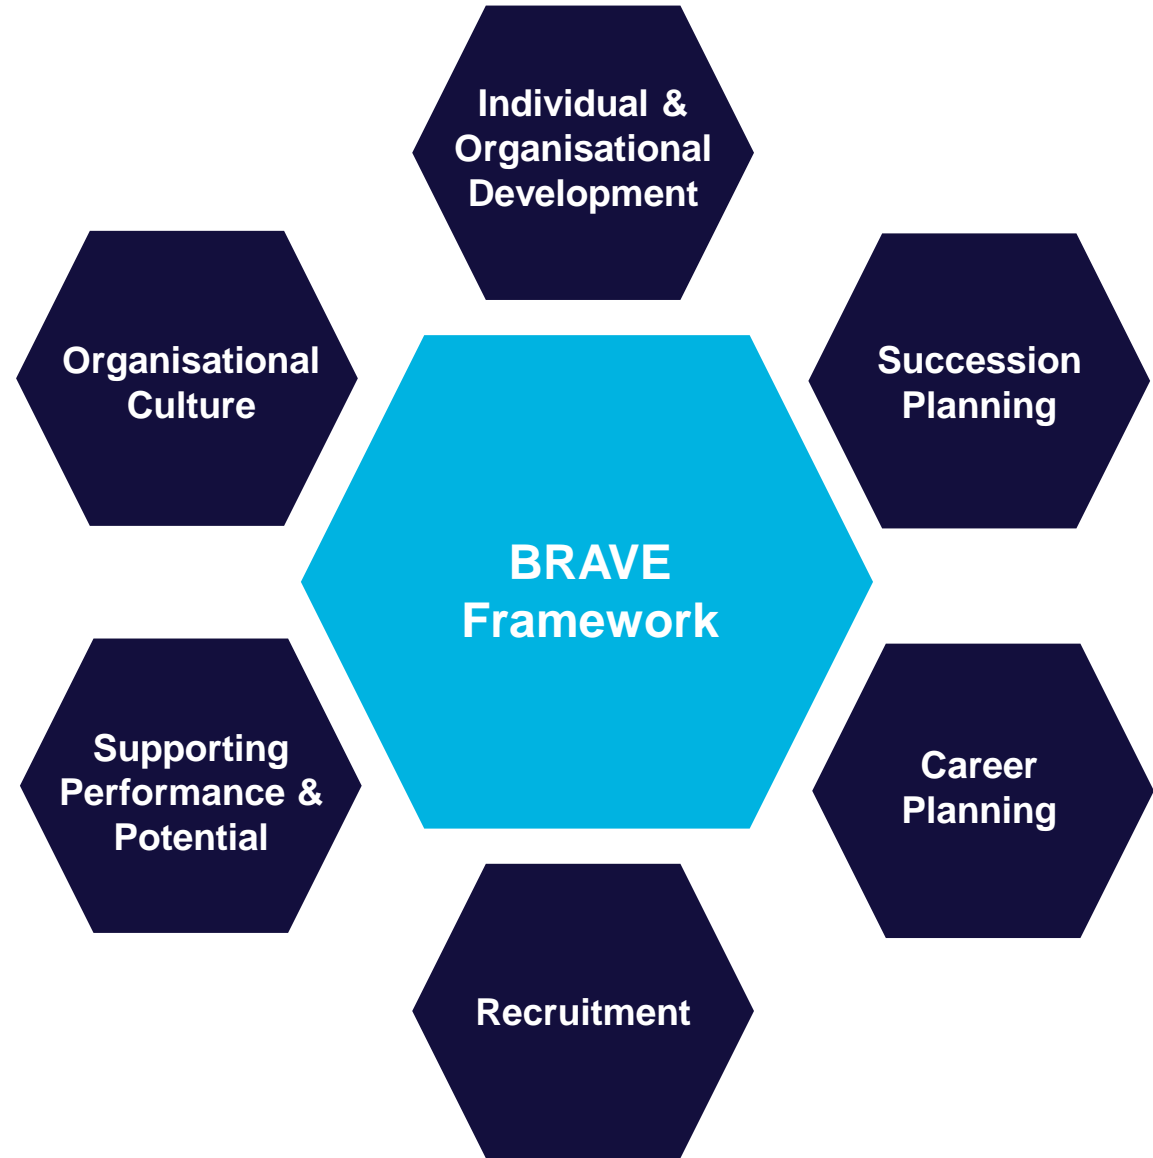 Individual &
Organisational
Development
Organisational
Culture
Succession
Planning
BRAVE
Framework
Supporting
Performance &
Potential
Career
Planning
Recruitment